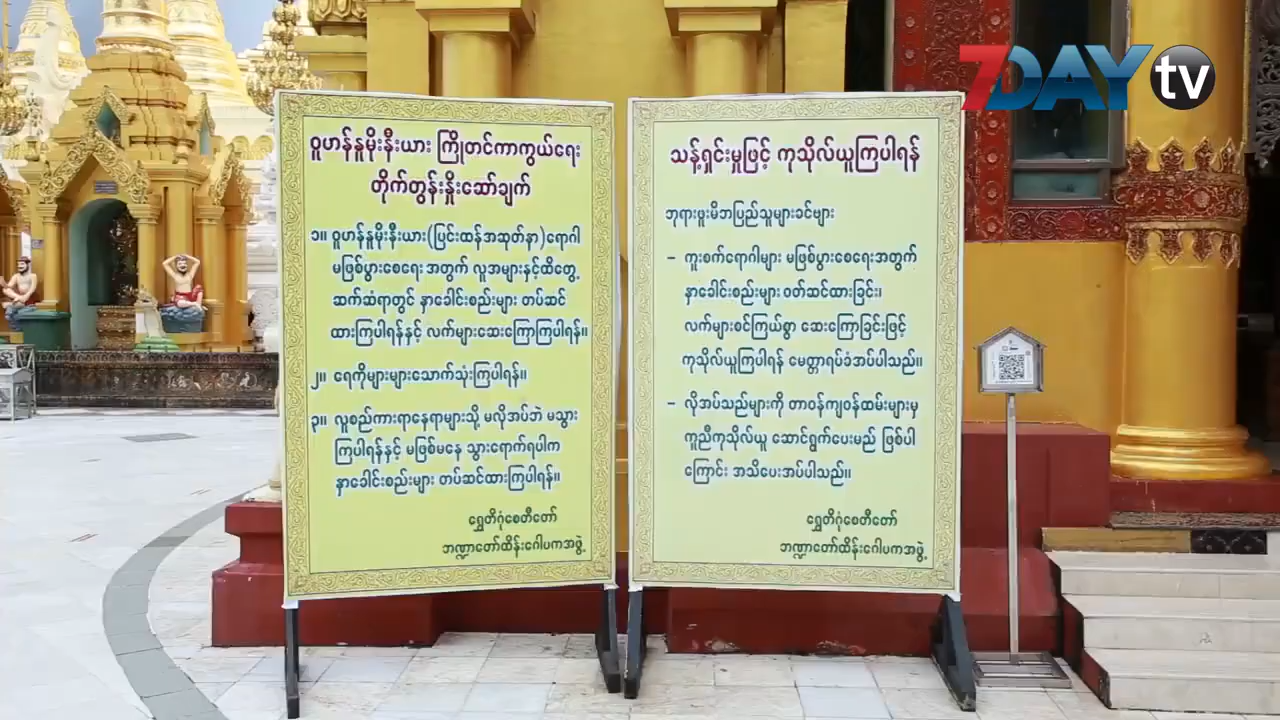 7DAY tv
ဝူဟန်နူမိုးနီးယား ကြိုတင်ကာကွယ်ရေး
တိုက်တွန်းနှိုးဆော်ချက်
၁။ ဝူဟန်နူမိုးနီးယား(ပြင်းထန်အဆုတ်နာ)ရောဂါ
မဖြစ်ပွားစေရေး အတွက် လူအများနှင့်ထိတွေ့
ဆက်ဆံရာတွင် နှာခေါင်းစည်းများ တပ်ဆင်
ထားကြပါရန်နှင့် လက်များဆေးကြောကြပါရန်။
၂။ ရေကိုများများသောက်သုံးကြပါရန်။
၃။ လူစည်ကားရာနေရာများသို့ မလိုအပ်ဘဲ မသွား
ကြပါရန်နှင့် မဖြစ်မနေ သွားရောက်ရပါက
နှာခေါင်းစည်းများ တပ်ဆင်ထားကြပါရန်။
ရွှေတိဂုံစေတီတော်
ဘဏ္ဍာတော်ထိန်းဂေါပကအဖွဲ့
သန့်ရှင်းမှုဖြင့် ကုသိုလ်ယူကြပါရန်
ဘုရားဖူးမိဘပြည်သူများခင်ဗျား
– ကူးစက်ရောဂါများ မဖြစ်ပွားစေရေးအတွက်
နှာခေါင်းစည်းများ ဝတ်ဆင်ထားခြင်း၊
လက်များစင်ကြယ်စွာ ဆေးကြောခြင်းဖြင့်
ကုသိုလ်ယူကြပါရန် မေတ္တာရပ်ခံအပ်ပါသည်။
– လိုအပ်သည်များကို တာဝန်ကျဝန်ထမ်းများမှ
ကူညီကုသိုလ်ယူ ဆောင်ရွက်ပေးမည် ဖြစ်ပါ
ကြောင်း အသိပေးအပ်ပါသည်။
ရွှေတိဂုံစေတီတော်
ဘဏ္ဍာတော်ထိန်းဂေါပကအဖွဲ့